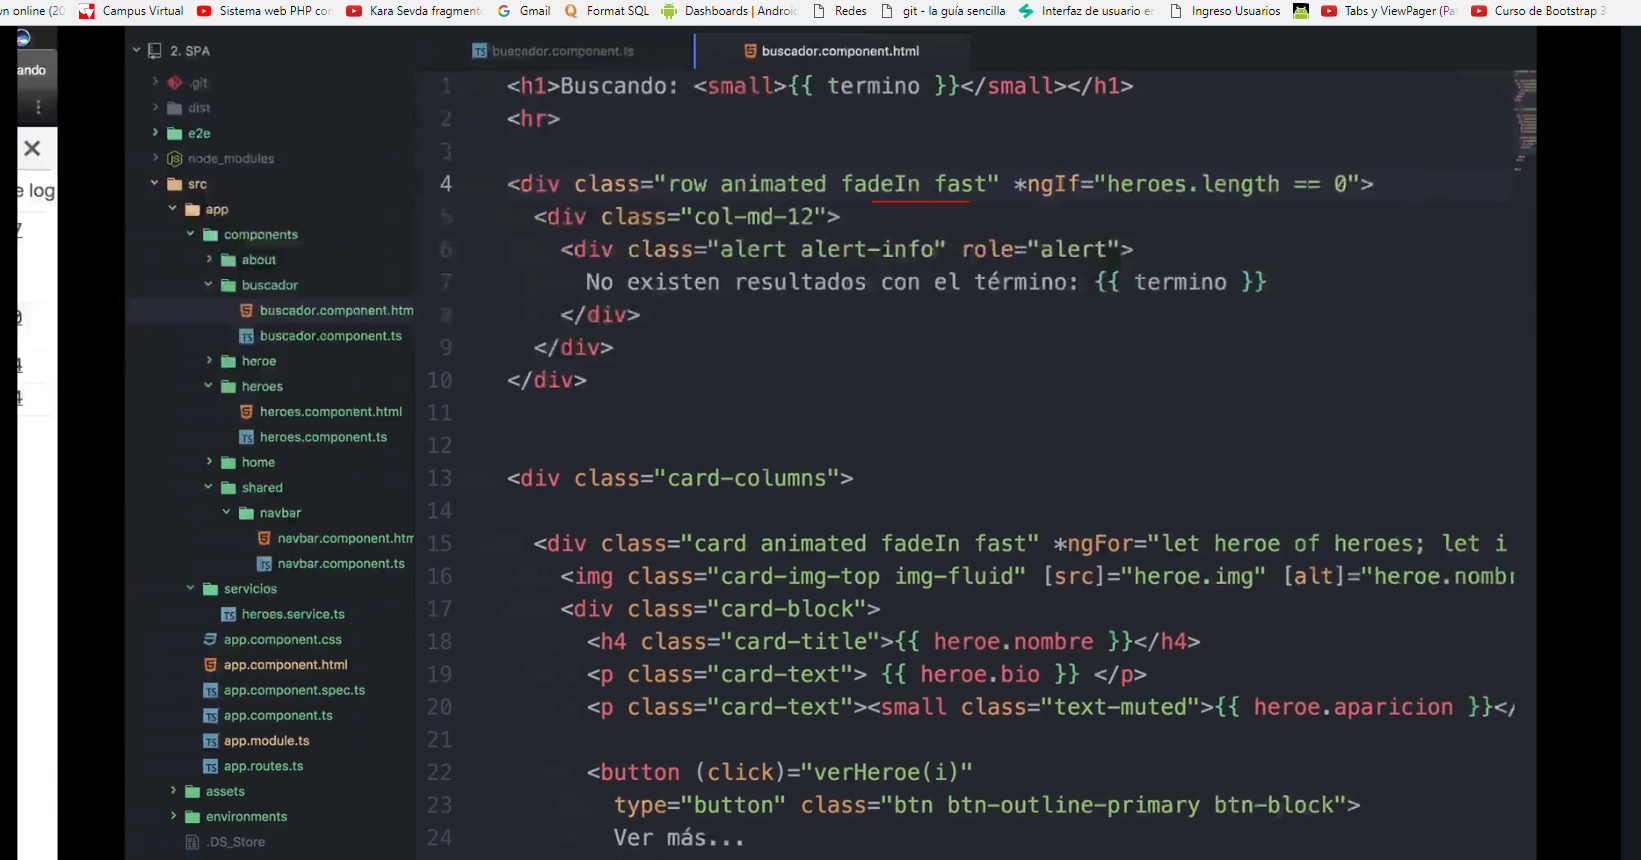 wn online (20 Campus Virtual Sistema web PHP con Kara Sevda fragment Gmail Format SQL Dashboards | Android Redes git - la guía sencilla Interfaz de usuario en Ingreso Usuarios Tabs y ViewPager (Pa Curso de Bootstrap 3
ando
e log
2. SPA
.git
dist
e2e
node_modules
src
app
components
about
buscador
buscador.component.htm
buscador.component.ts
heroe
heroes
heroes.component.html
heroes.component.ts
home
shared
navbar
navbar.component.htm
navbar.component.ts
servicios
heroes.service.ts
app.component.css
app.component.html
app.component.spec.ts
app.component.ts
app.module.ts
app.routes.ts
assets
environments
.DS_Store
buscador.component.ts buscador.component.html
1 <h1>Buscando: <small>{{ termino }}</small></h1>
2 <hr>
3
4 <div class="row animated fadeIn fast" *ngIf="heroes.length == 0">
5 <div class="col-md-12">
6 <div class="alert alert-info" role="alert">
7 No existen resultados con el término: {{ termino }}
8 </div>
9 </div>
10 </div>
11
12
13 <div class="card-columns">
14
15 <div class="card animated fadeIn fast" *ngFor="let heroe of heroes; let i
16 <img class="card-img-top img-fluid" [src]="heroe.img" [alt]="heroe.nombr
17 <div class="card-block">
18 <h4 class="card-title">{{ heroe.nombre }}</h4>
19 <p class="card-text"> {{ heroe.bio }} </p>
20 <p class="card-text"><small class="text-muted">{{ heroe.aparicion }}</
21
22 <button (click)="verHeroe(i)"
23 type="button" class="btn btn-outline-primary btn-block">
24 Ver más...